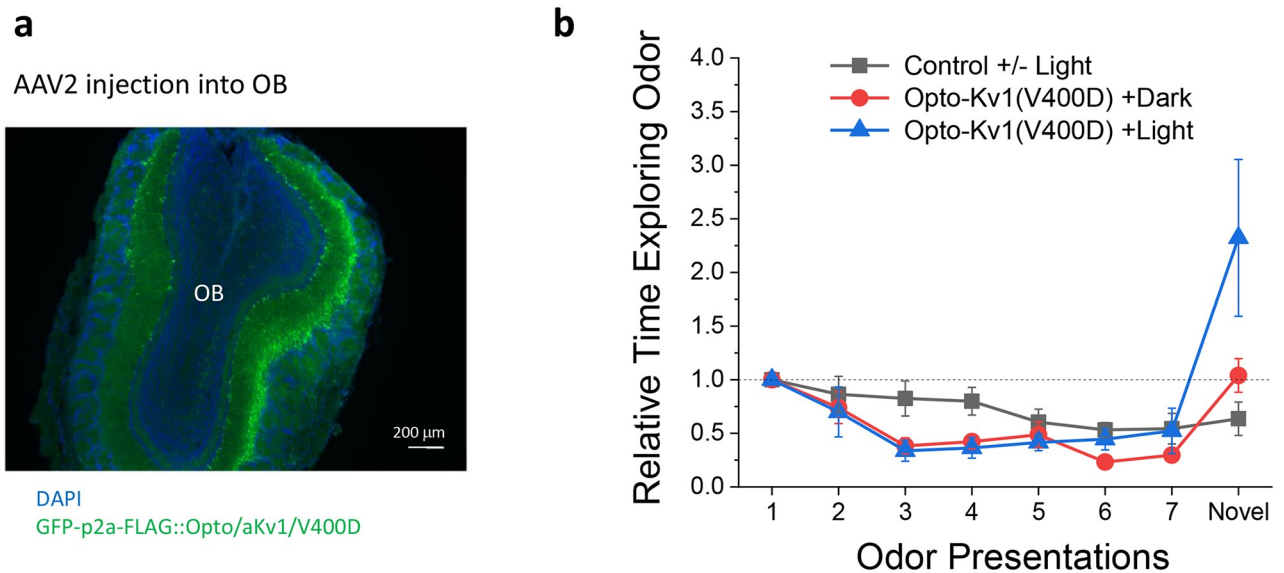 a
AAV2 injection into OB
OB
200 µm
DAPI
GFP-p2a-FLAG::Opto/aKv1/V400D
b
Relative Time Exploring Odor
4.0
3.5
3.0
2.5
2.0
1.5
1.0
0.5
0.0
Control +/- Light
Opto-Kv1(V400D) +Dark
Opto-Kv1(V400D) +Light
1 2 3 4 5 6 7 Novel
Odor Presentations